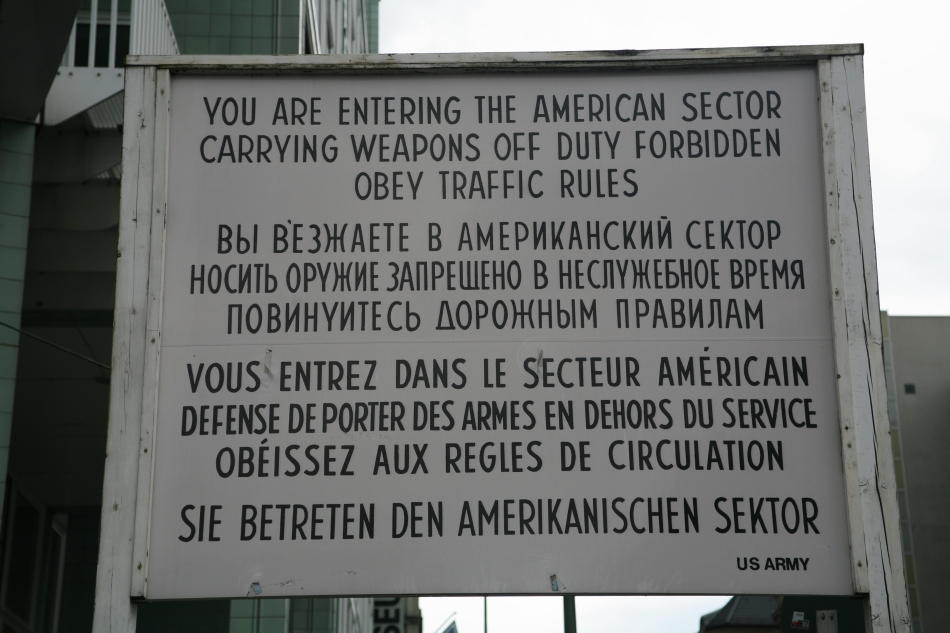 YOU ARE ENTERING THE AMERICAN SECTOR
CARRYING WEAPONS OFF DUTY FORBIDDEN
OBEY TRAFFIC RULES
ВЫ В'ЕЗЖАЕТЕ В АМЕРИКАНСКИЙ СЕКТОР
НОСИТЬ ОРУЖИЕ ЗАПРЕЩЕНО В НЕСЛУЖЕБНОЕ ВРЕМЯ
ПОВИНУЙТЕСЬ ДОРОЖНЫМ ПРАВИЛАМ
VOUS ENTREZ DANS LE SECTEUR AMÉRICAIN
DEFENSE DE PORTER DES ARMES EN DEHORS DU SERVICE
OBÉISSEZ AUX REGLES DE CIRCULATION
SIE BETRETEN DEN AMERIKANISCHEN SEKTOR
US ARMY